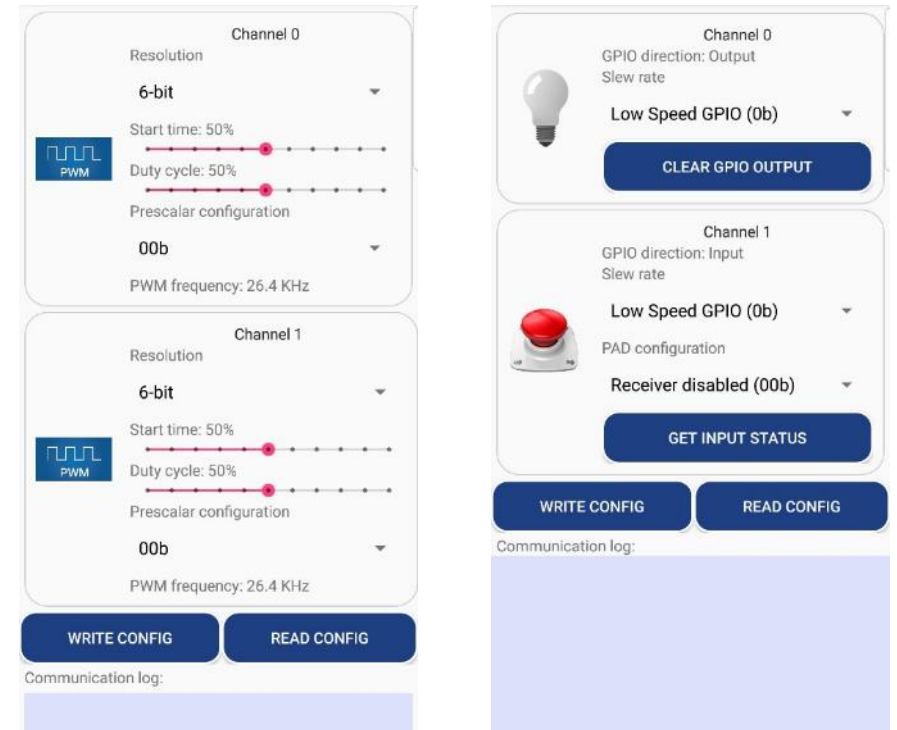 Channel 0
Resolution
6-bit
Start time: 50%
PWM
Duty cycle: 50%
Prescalar configuration
00b
PWM frequency: 26.4 KHz
Channel 1
Resolution
6-bit
Start time: 50%
PWM
Duty cycle: 50%
Prescalar configuration
00b
PWM frequency: 26.4 KHz
WRITE CONFIG
READ CONFIG
Communication log:
Channel 0
GPIO direction: Output
Slew rate
Low Speed GPIO (0b)
CLEAR GPIO OUTPUT
Channel 1
GPIO direction: Input
Slew rate
Low Speed GPIO (0b)
PAD configuration
Receiver disabled (00b)
GET INPUT STATUS
WRITE CONFIG
READ CONFIG
Communication log: